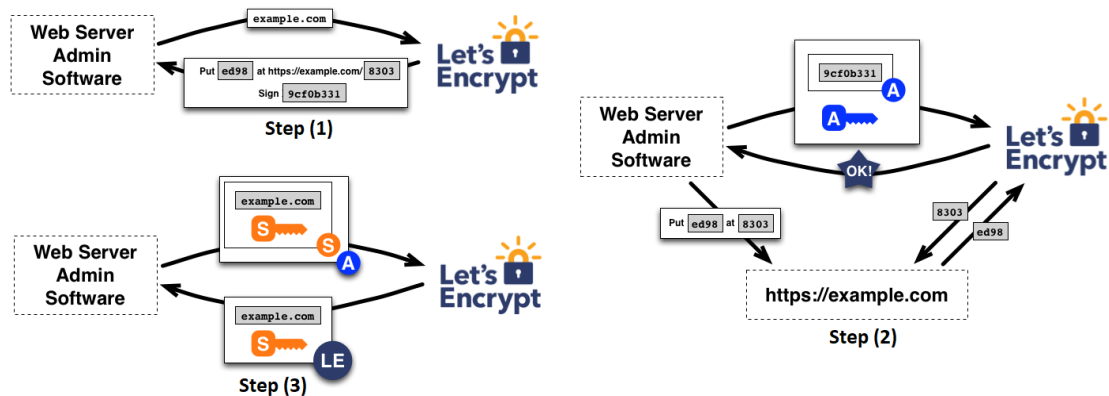 example.com
Web Server
Admin
Software
Let's
Encrypt
Put ed98 at https://example.com/ 8303
Sign 9cf0b331
Step (1)
example.com
S
S
A
Web Server
Admin
Software
Let's
Encrypt
example.com
S
LE
Step (3)
9cf0b331
A
A
Web Server
Admin
Software
Let's
Encrypt
OK!
Put ed98 at 8303
8303
ed98
https://example.com
Step (2)